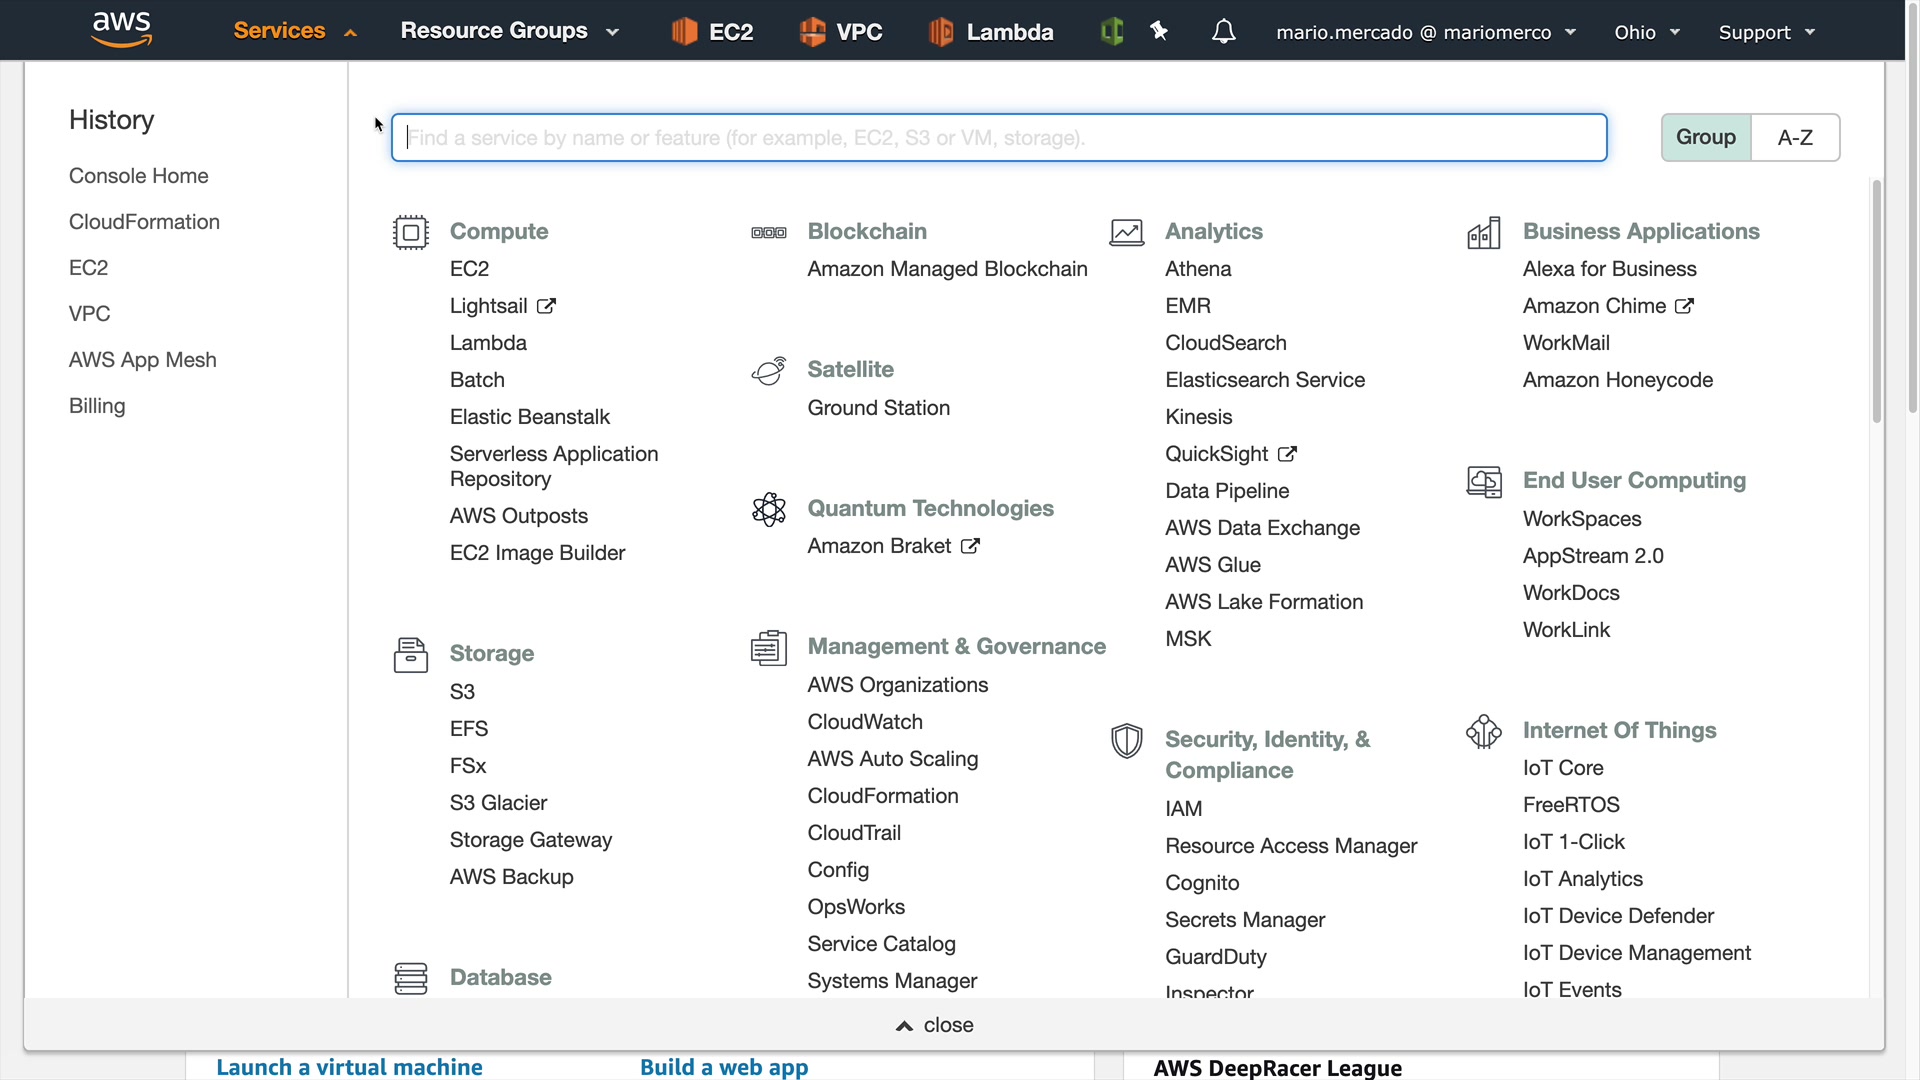 aws
Services
Resource Groups
EC2
VPC
Lambda
mario.mercado @ mariomerco
Ohio
Support
History
Console Home
CloudFormation
EC2
VPC
AWS App Mesh
Billing
Find a service by name or feature (for example, EC2, S3 or VM, storage).
Group
A-Z
Compute
EC2
Lightsail
Lambda
Batch
Elastic Beanstalk
Serverless Application
Repository
AWS Outposts
EC2 Image Builder
Storage
S3
EFS
FSx
S3 Glacier
Storage Gateway
AWS Backup
Database
Blockchain
Amazon Managed Blockchain
Satellite
Ground Station
Quantum Technologies
Amazon Braket
Management & Governance
AWS Organizations
CloudWatch
AWS Auto Scaling
CloudFormation
CloudTrail
Config
OpsWorks
Service Catalog
Systems Manager
Analytics
Athena
EMR
CloudSearch
Elasticsearch Service
Kinesis
QuickSight
Data Pipeline
AWS Data Exchange
AWS Glue
AWS Lake Formation
MSK
Security, Identity, &
Compliance
IAM
Resource Access Manager
Cognito
Secrets Manager
GuardDuty
Inspector
Business Applications
Alexa for Business
Amazon Chime
WorkMail
Amazon Honeycode
End User Computing
WorkSpaces
AppStream 2.0
WorkDocs
WorkLink
Internet Of Things
IoT Core
FreeRTOS
IoT 1-Click
IoT Analytics
IoT Device Defender
IoT Device Management
IoT Events
close
Launch a virtual machine
Build a web app
AWS DeepRacer League